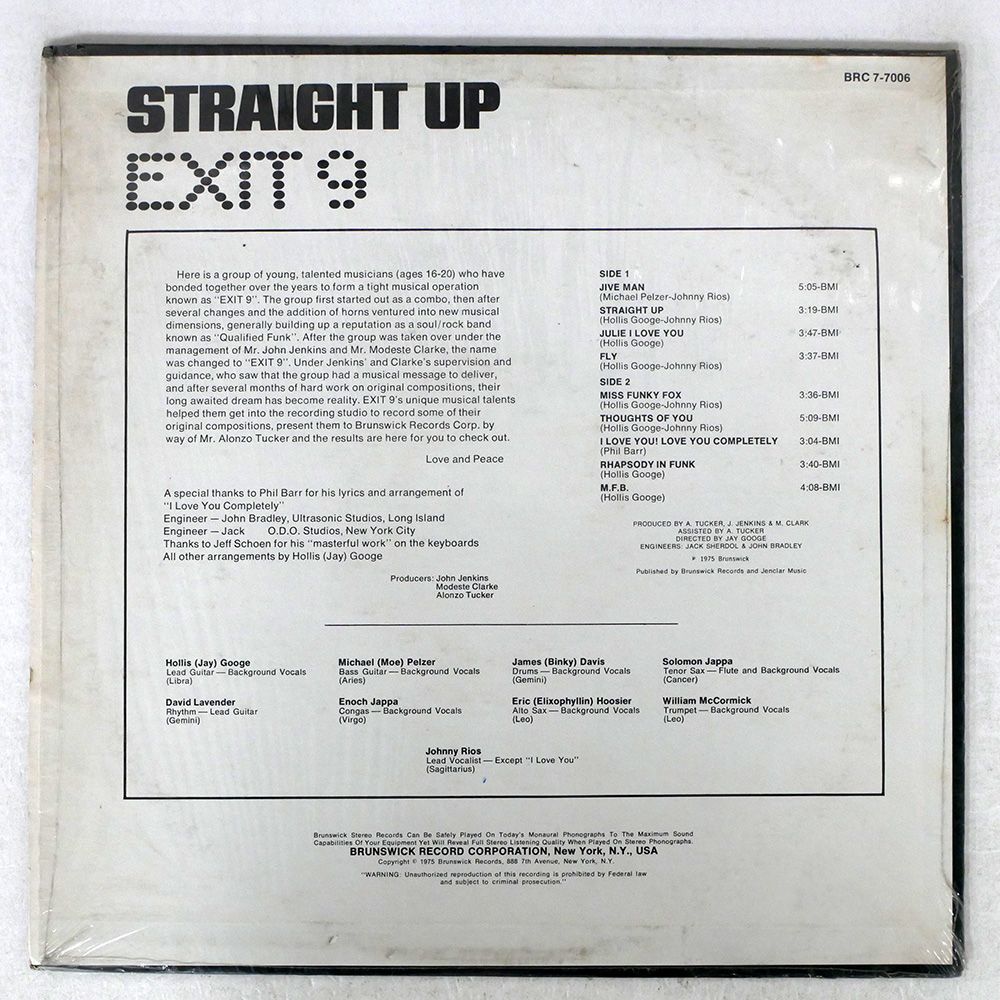 BRC 7-7006
STRAIGHT UP
EXIT 9
Here is a group of young, talented musicians (ages 16-20) who have
bonded together over the years to form a tight musical operation
known as "EXIT 9". The group first started out as a combo, then after
several changes and the addition of horns ventured into new musical
dimensions, generally building up a reputation as a soul/rock band
known as "Qualified Funk". After the group was taken over under the
management of Mr. John Jenkins and Mr. Modeste Clarke, the name
was changed to "EXIT 9". Under Jenkins' and Clarke's supervision and
guidance, who saw that the group had a musical message to deliver,
and after several months of hard work on original compositions, their
long awaited dream has become reality. EXIT 9's unique musical talents
helped them get into the recording studio to record some of their
original compositions, present them to Brunswick Records Corp. by
way of Mr. Alonzo Tucker and the results are here for you to check out.
Love and Peace
A special thanks to Phil Barr for his lyrics and arrangement of
"I Love You Completely"
Engineer — John Bradley, Ultrasonic Studios, Long Island
Engineer — Jack O.D.O. Studios, New York City
Thanks to Jeff Schoen for his "masterful work" on the keyboards
All other arrangements by Hollis (Jay) Googe
Producers: John Jenkins
Modeste Clarke
Alonzo Tucker
SIDE 1
JIVE MAN 5:05-BMI
(Michael Pelzer-Johnny Rios)
STRAIGHT UP 3:19-BMI
(Hollis Googe-Johnny Rios)
JULIE I LOVE YOU 3:47-BMI
(Hollis Googe)
FLY 3:37-BMI
(Hollis Googe-Johnny Rios)
SIDE 2
MISS FUNKY FOX 3:36-BMI
(Hollis Googe-Johnny Rios)
THOUGHTS OF YOU 5:09-BMI
(Hollis Googe-Johnny Rios)
I LOVE YOU! LOVE YOU COMPLETELY 3:04-BMI
(Phil Barr)
RHAPSODY IN FUNK 3:40-BMI
(Hollis Googe)
M.F.B. 4:08-BMI
(Hollis Googe)
PRODUCED BY A. TUCKER, J. JENKINS & M. CLARK
ASSISTED BY A. TUCKER
DIRECTED BY JAY GOOGE
ENGINEERS: JACK SHERDOL & JOHN BRADLEY
℗ 1975 Brunswick
Published by Brunswick Records and Jenclar Music
Hollis (Jay) Googe
Lead Guitar — Background Vocals
(Libra)
Michael (Moe) Pelzer
Bass Guitar — Background Vocals
(Aries)
James (Binky) Davis
Drums — Background Vocals
(Gemini)
Solomon Jappa
Tenor Sax — Flute and Background Vocals
(Cancer)
David Lavender
Rhythm — Lead Guitar
(Gemini)
Enoch Jappa
Congas — Background Vocals
(Virgo)
Eric (Elixophyllin) Hoosier
Alto Sax — Background Vocals
(Leo)
William McCormick
Trumpet — Background Vocals
(Leo)
Johnny Rios
Lead Vocalist — Except "I Love You"
(Sagittarius)
Brunswick Stereo Records Can Be Safely Played On Today's Monaural Phonographs To The Maximum Sound
Capabilities Of Your Equipment Yet Will Reveal Full Stereo Listening Quality When Played On Stereo Phonographs.
BRUNSWICK RECORD CORPORATION, New York, N.Y., USA
Copyright © 1975 Brunswick Records, 888 7th Avenue, New York, N.Y.
"WARNING: Unauthorized reproduction of this recording is prohibited by Federal law
and subject to criminal prosecution."